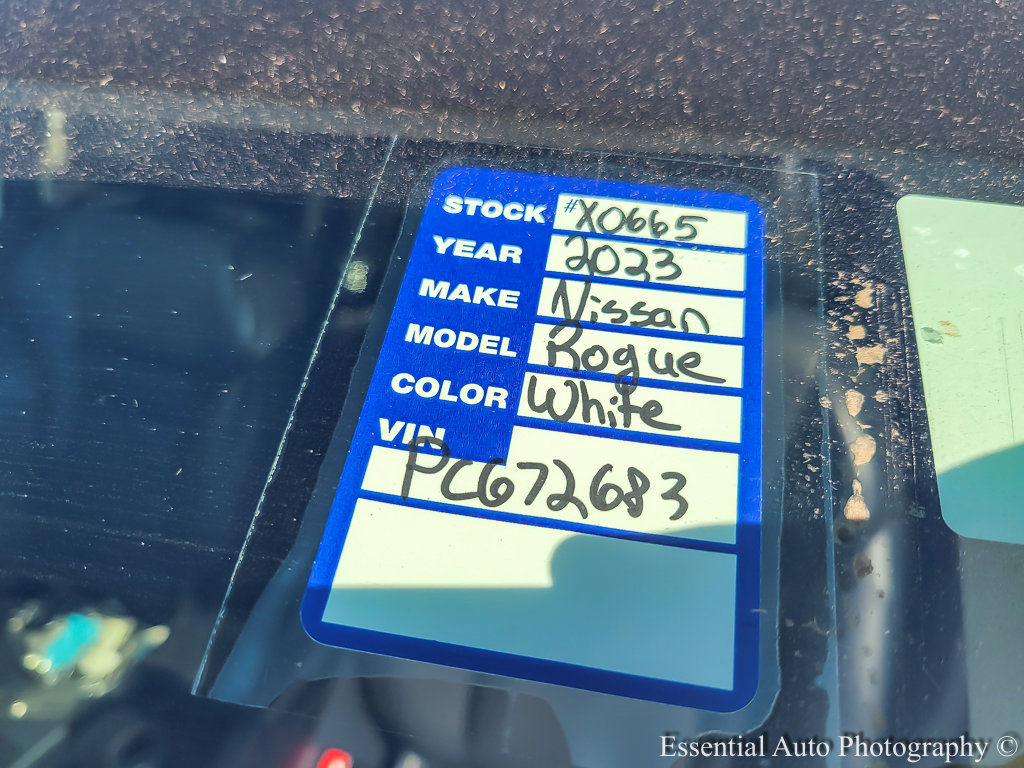 STOCK #X0665
YEAR 2023
MAKE Nissan
MODEL Rogue
COLOR White
VIN
PC672683
Essential Auto Photography ©